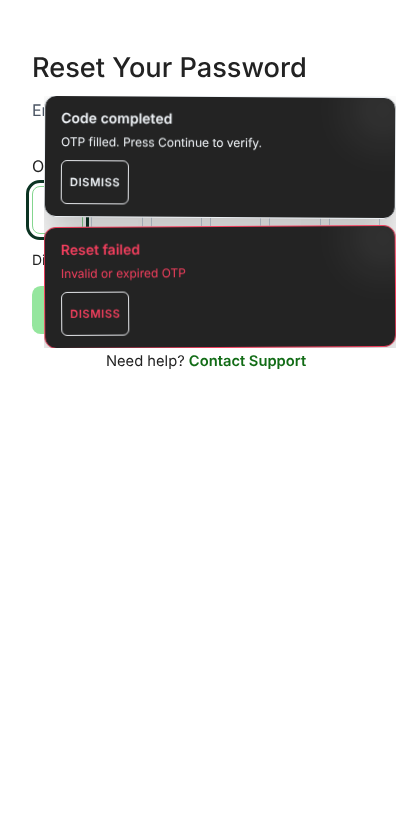 Reset Your Password
Code completed
OTP filled. Press Continue to verify.
DISMISS
Reset failed
Invalid or expired OTP
DISMISS
Need help? Contact Support